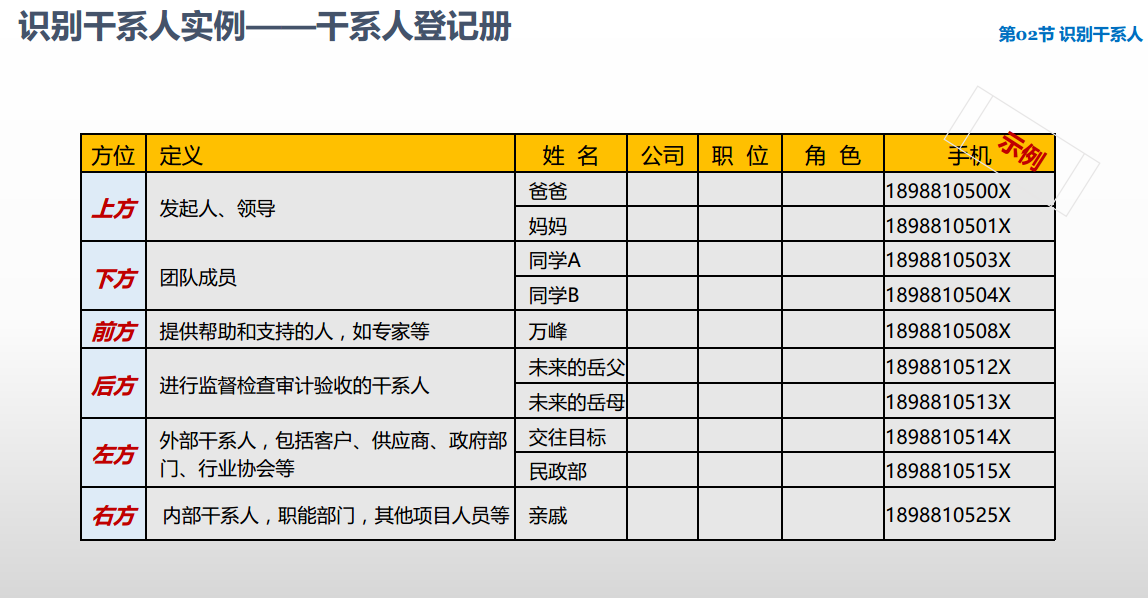 识别干系人实例——干系人登记册
第02节 识别干系人
示例
方位 定义 姓 名 公司 职 位 角 色 手机
上方 发起人、领导 爸爸 1898810500X
妈妈 1898810501X
下方 团队成员 同学A 1898810503X
同学B 1898810504X
前方 提供帮助和支持的人，如专家等 万峰 1898810508X
后方 进行监督检查审计验收的干系人 未来的岳父 1898810512X
未来的岳母 1898810513X
左方 外部干系人，包括客户、供应商、政府部 交往目标 1898810514X
门、行业协会等 民政部 1898810515X
右方 内部干系人，职能部门，其他项目人员等 亲戚 1898810525X